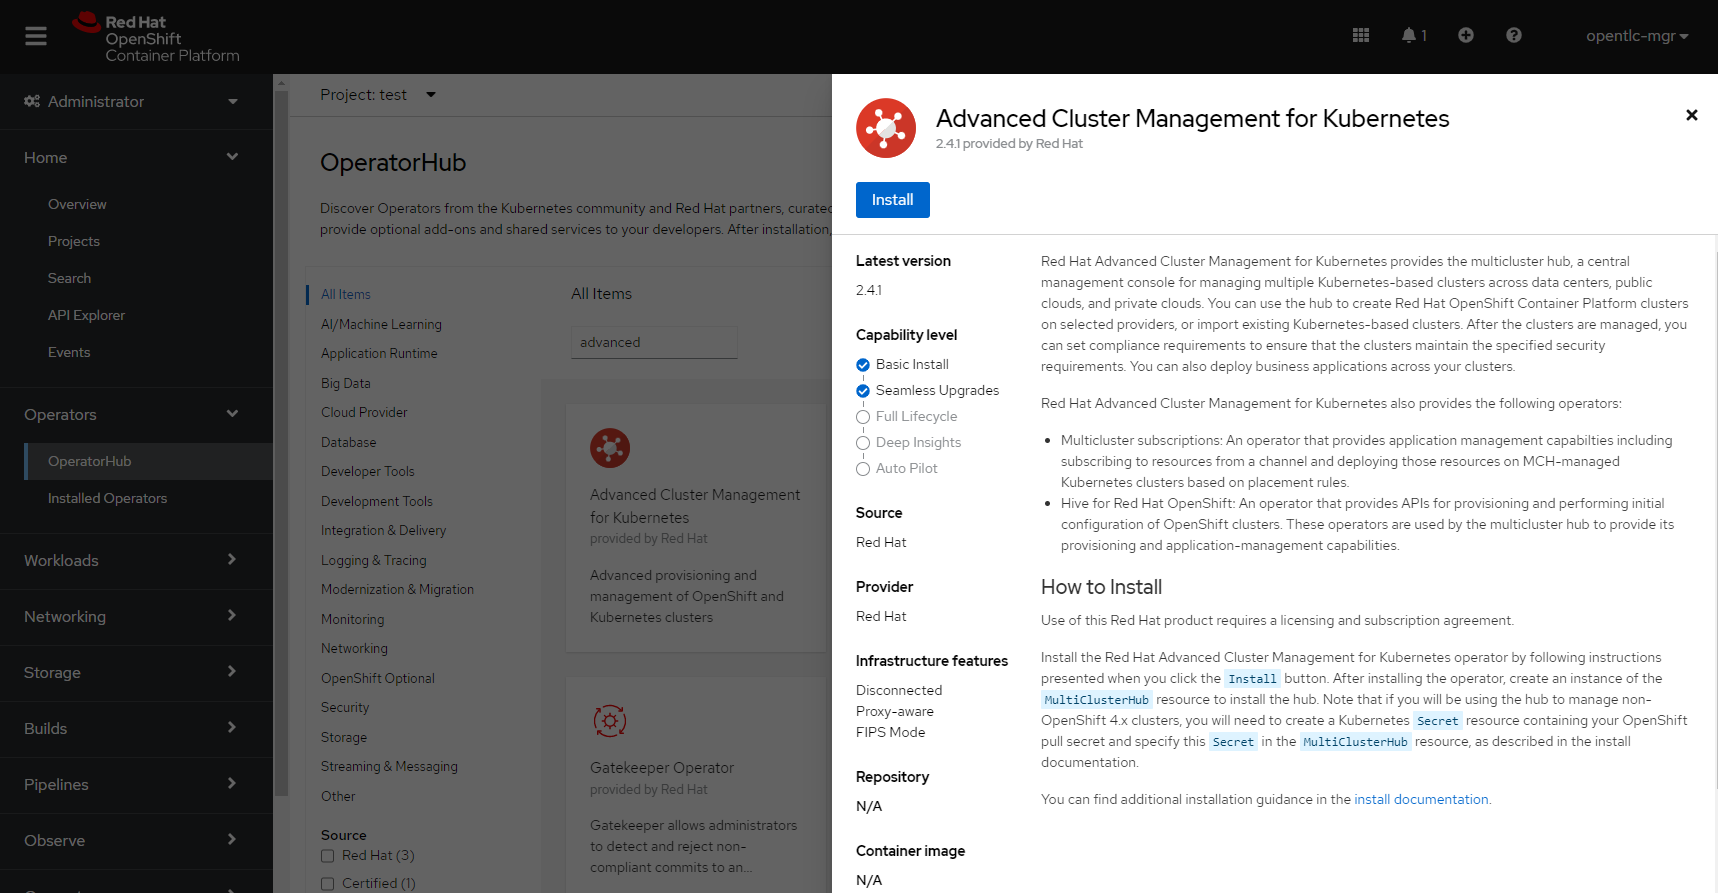 Red Hat
OpenShift
Container Platform
1
opentlc-mgr
Administrator
Home
Overview
Projects
Search
API Explorer
Events
Operators
OperatorHub
Installed Operators
Workloads
Networking
Storage
Builds
Pipelines
Observe
Project: test
OperatorHub
Discover Operators from the Kubernetes community and Red Hat partners, curated
provide optional add-ons and shared services to your developers. After installation,
All Items
AI/Machine Learning
Application Runtime
Big Data
Cloud Provider
Database
Developer Tools
Development Tools
Integration & Delivery
Logging & Tracing
Modernization & Migration
Monitoring
Networking
OpenShift Optional
Security
Storage
Streaming & Messaging
Other
Source
Red Hat (3)
Certified (1)
All Items
advanced
Advanced Cluster Management
for Kubernetes
provided by Red Hat
Advanced provisioning and
management of OpenShift and
Kubernetes clusters
Gatekeeper Operator
provided by Red Hat
Gatekeeper allows administrators
to detect and reject non-
compliant commits to an...
Advanced Cluster Management for Kubernetes
2.4.1 provided by Red Hat
Install
Latest version
2.4.1
Capability level
Basic Install
Seamless Upgrades
Full Lifecycle
Deep Insights
Auto Pilot
Source
Red Hat
Provider
Red Hat
Infrastructure features
Disconnected
Proxy-aware
FIPS Mode
Repository
N/A
Container image
N/A
Red Hat Advanced Cluster Management for Kubernetes provides the multicluster hub, a central
management console for managing multiple Kubernetes-based clusters across data centers, public
clouds, and private clouds. You can use the hub to create Red Hat OpenShift Container Platform clusters
on selected providers, or import existing Kubernetes-based clusters. After the clusters are managed, you
can set compliance requirements to ensure that the clusters maintain the specified security
requirements. You can also deploy business applications across your clusters.
Red Hat Advanced Cluster Management for Kubernetes also provides the following operators:
• Multicluster subscriptions: An operator that provides application management capabilties including
subscribing to resources from a channel and deploying those resources on MCH-managed
Kubernetes clusters based on placement rules.
• Hive for Red Hat OpenShift: An operator that provides APIs for provisioning and performing initial
configuration of OpenShift clusters. These operators are used by the multicluster hub to provide its
provisioning and application-management capabilities.
How to Install
Use of this Red Hat product requires a licensing and subscription agreement.
Install the Red Hat Advanced Cluster Management for Kubernetes operator by following instructions
presented when you click the Install button. After installing the operator, create an instance of the
MultiClusterHub resource to install the hub. Note that if you will be using the hub to manage non-
OpenShift 4.x clusters, you will need to create a Kubernetes Secret resource containing your OpenShift
pull secret and specify this Secret in the MultiClusterHub resource, as described in the install
documentation.
You can find additional installation guidance in the install documentation.